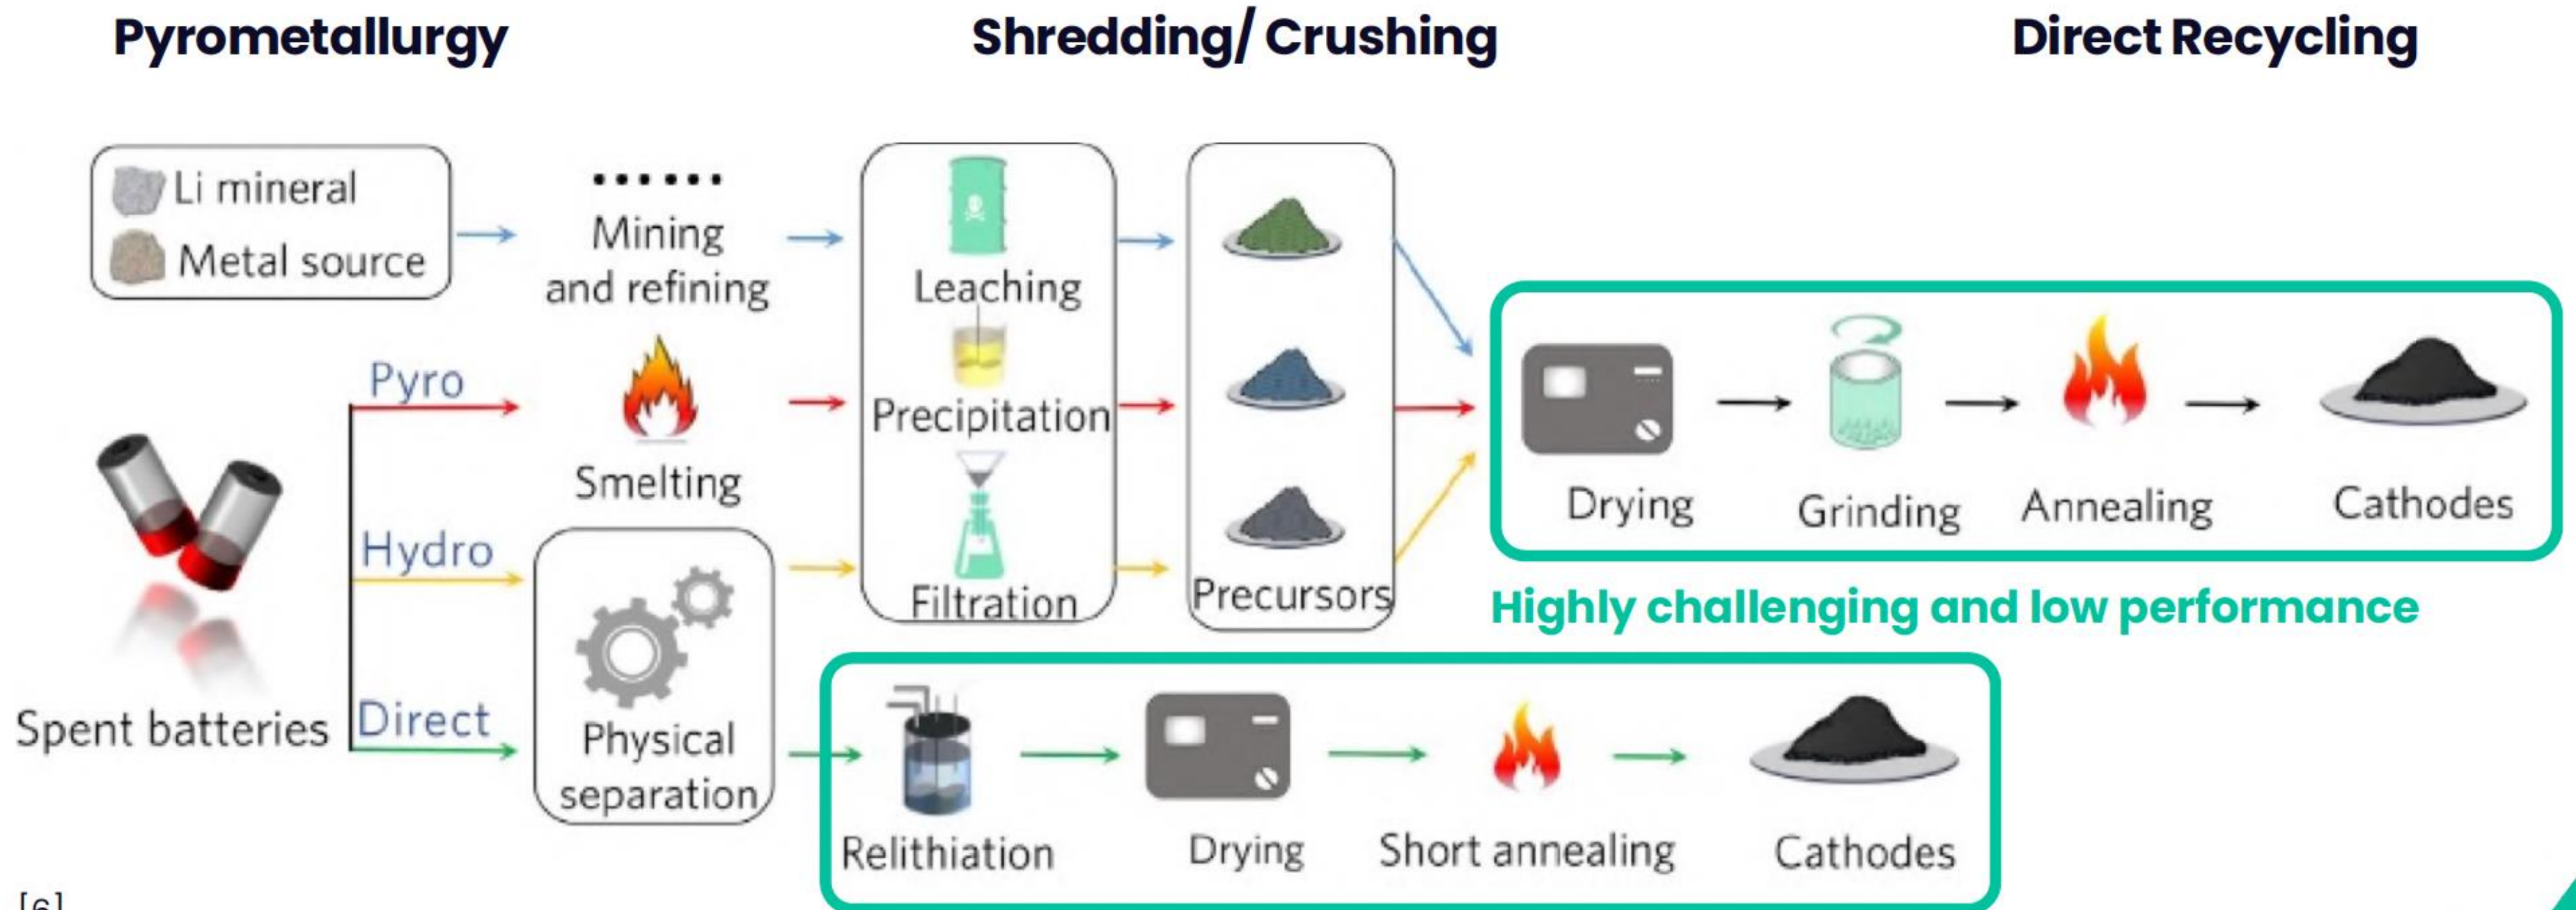 Pyrometallurgy
Shredding/ Crushing
Direct Recycling
Li mineral
Metal source
......
Mining
and refining
Leaching
Precipitation
Filtration
Precursors
Pyro
Smelting
Hydro
Spent batteries
Direct
Physical
separation
Drying
Grinding
Annealing
Cathodes
Highly challenging and low performance
Relithiation
Drying
Short annealing
Cathodes
[6]